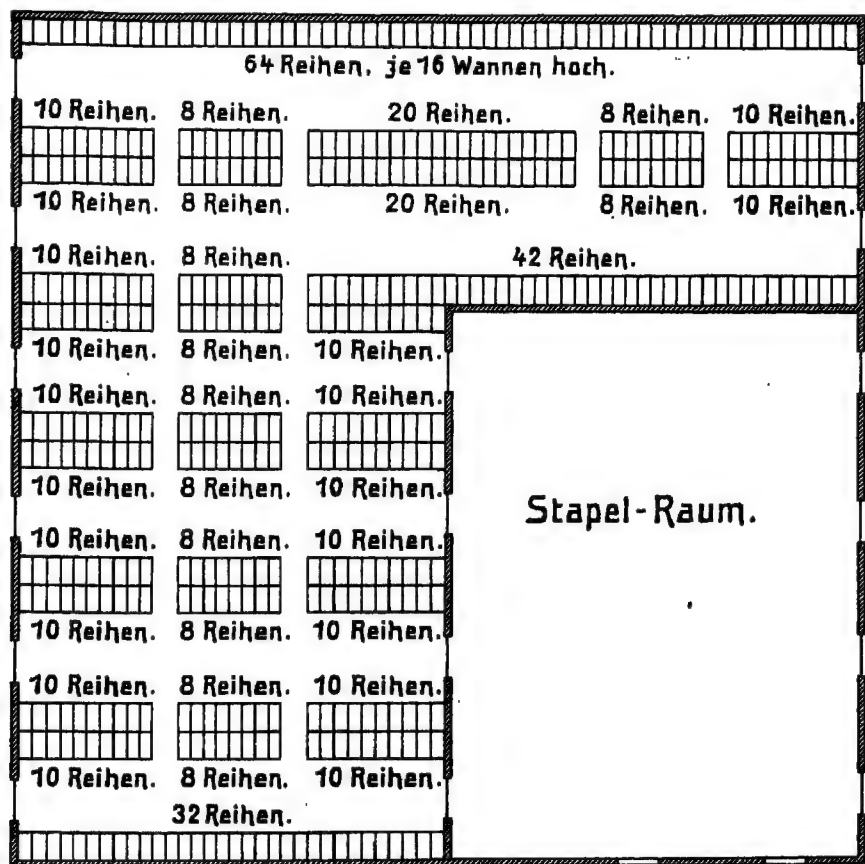 64 Reihen, je 16 Wannen hoch.
10 Reihen. 8 Reihen. 20 Reihen. 8 Reihen. 10 Reihen.
10 Reihen. 8 Reihen. 20 Reihen. 8 Reihen. 10 Reihen.
10 Reihen. 8 Reihen. 42 Reihen.
10 Reihen. 8 Reihen. 10 Reihen.
10 Reihen. 8 Reihen. 10 Reihen.
10 Reihen. 8 Reihen. 10 Reihen.
Stapel-Raum.
10 Reihen. 8 Reihen. 10 Reihen.
10 Reihen. 8 Reihen. 10 Reihen.
10 Reihen. 8 Reihen. 10 Reihen.
10 Reihen. 8 Reihen. 10 Reihen.
32 Reihen.